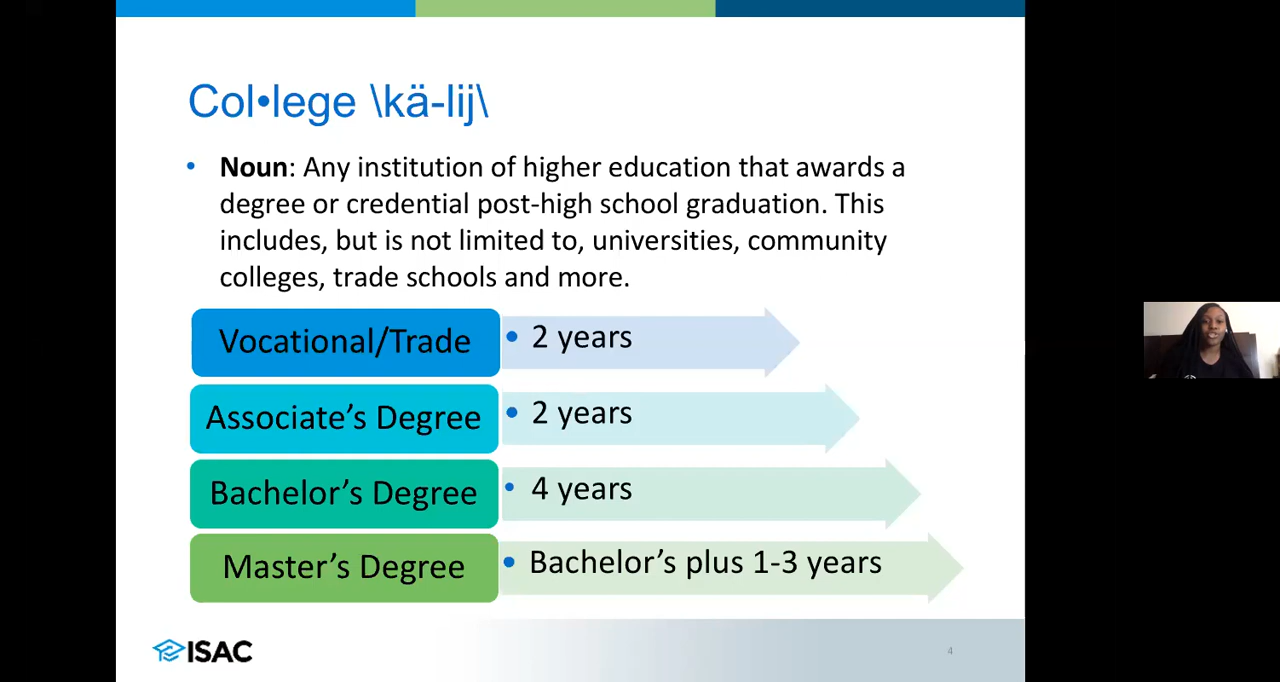 Col•lege \kä-lij\
• Noun: Any institution of higher education that awards a
degree or credential post-high school graduation. This
includes, but is not limited to, universities, community
colleges, trade schools and more.
Vocational/Trade • 2 years
Associate’s Degree • 2 years
Bachelor’s Degree • 4 years
Master’s Degree • Bachelor’s plus 1-3 years
ISAC
4